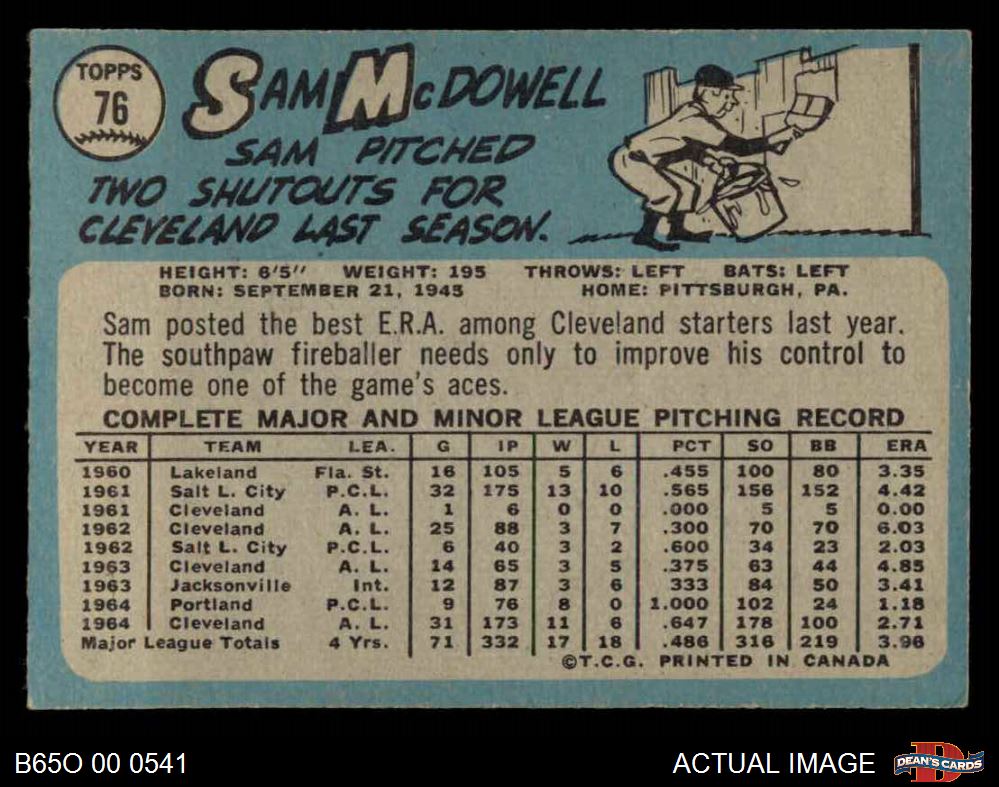 TOPPS
76
SAM McDOWELL
SAM PITCHED
TWO SHUTOUTS FOR
CLEVELAND LAST SEASON.
HEIGHT: 6'5" WEIGHT: 195 THROWS: LEFT BATS: LEFT
BORN: SEPTEMBER 21, 1943 HOME: PITTSBURGH, PA.
Sam posted the best E.R.A. among Cleveland starters last year.
The southpaw fireballer needs only to improve his control to
become one of the game's aces.
COMPLETE MAJOR AND MINOR LEAGUE PITCHING RECORD
YEAR TEAM LEA. G IP W L PCT SO BB ERA
1960 Lakeland Fla. St. 16 105 5 6 .455 100 80 3.35
1961 Salt L. City P.C.L. 32 175 13 10 .565 156 152 4.42
1961 Cleveland A. L. 1 6 0 0 .000 5 5 0.00
1962 Cleveland A. L. 25 88 3 7 .300 70 70 6.03
1962 Salt L. City P.C.L. 6 40 3 2 .600 34 23 2.03
1963 Cleveland A. L. 14 65 3 5 .375 63 44 4.85
1963 Jacksonville Int. 12 87 3 6 333 84 50 3.41
1964 Portland P.C.L. 9 76 8 0 1.000 102 24 1.18
1964 Cleveland A. L. 31 173 11 6 .647 178 100 2.71
Major League Totals 4 Yrs. 71 332 17 18 .486 316 219 3.96
©T.C.G. PRINTED IN CANADA
B65O 00 0541
ACTUAL IMAGE
D
DEAN'S CARDS